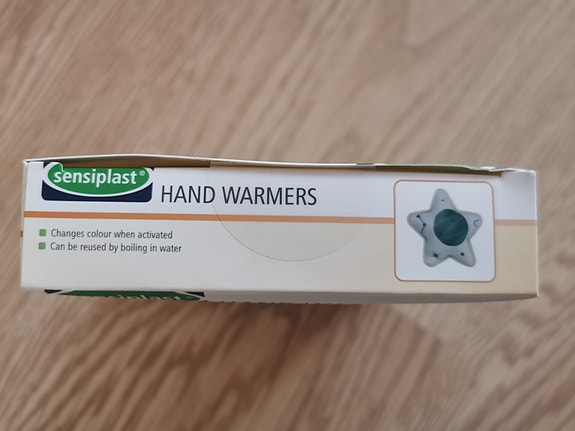 sensiplast®
HAND WARMERS
Changes colour when activated
Can be reused by boiling in water
sensiplast®